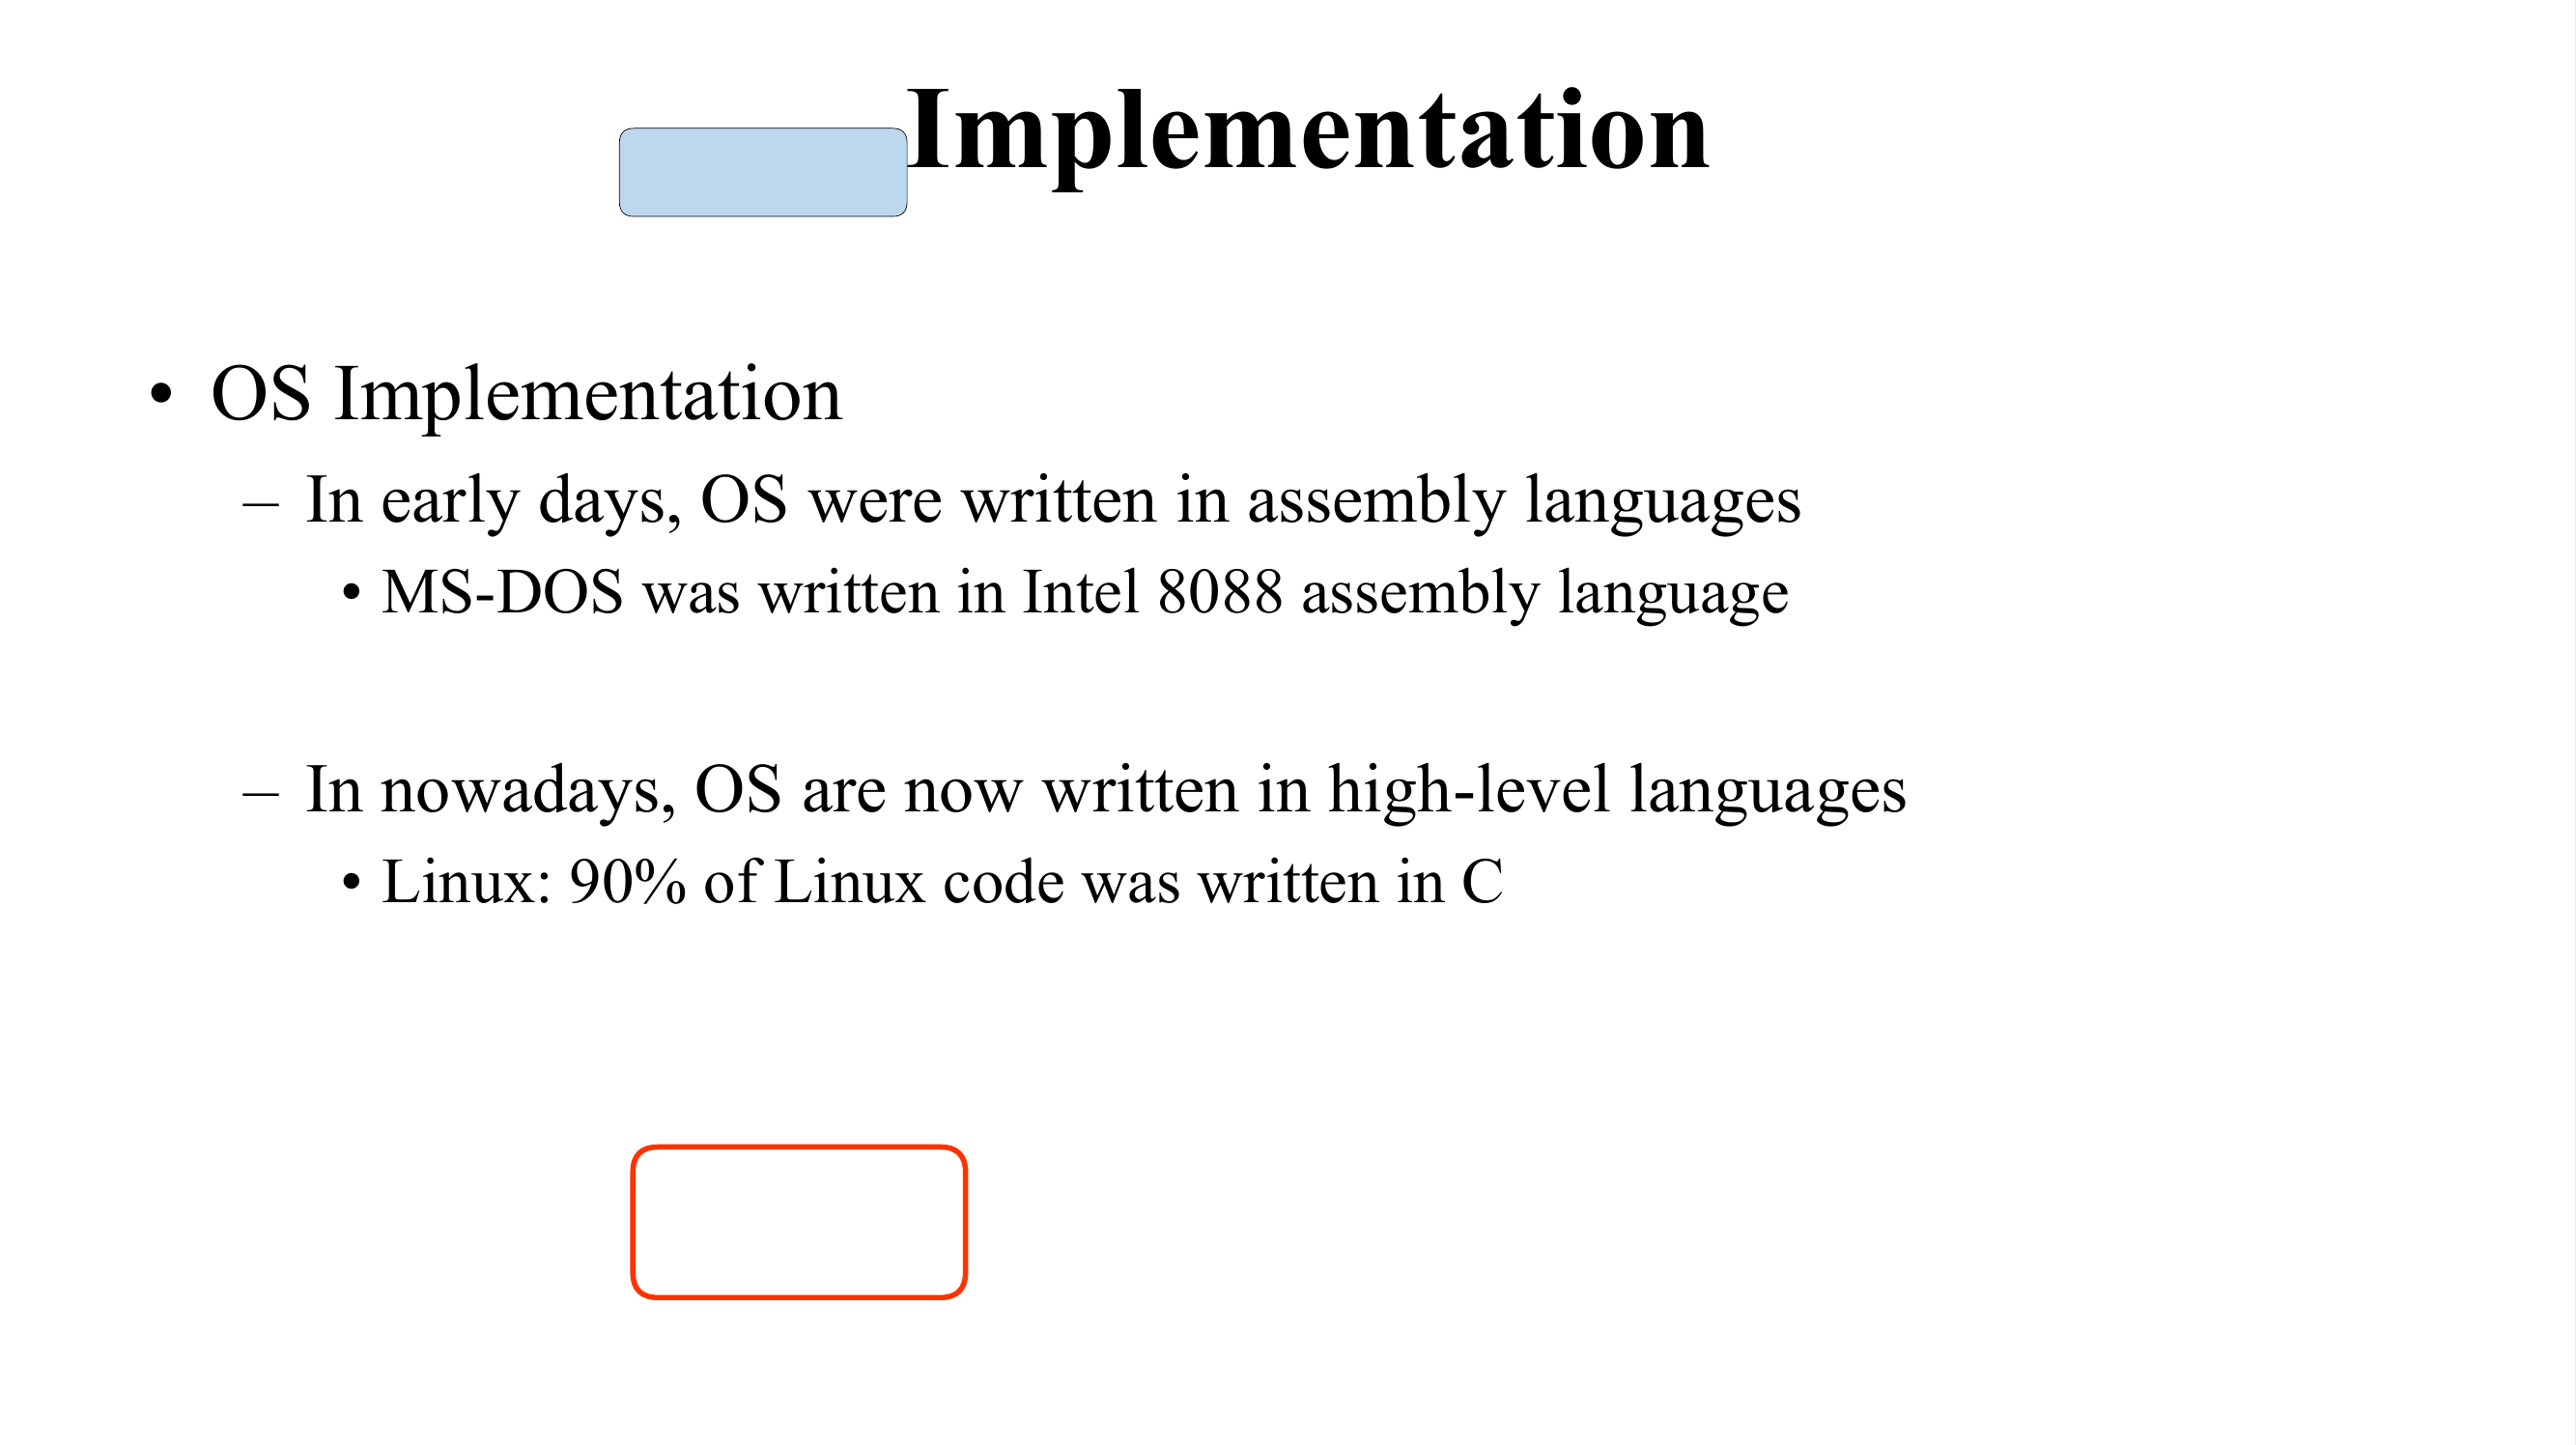 Implementation
• OS Implementation
– In early days, OS were written in assembly languages
• MS-DOS was written in Intel 8088 assembly language
– In nowadays, OS are now written in high-level languages
• Linux: 90% of Linux code was written in C